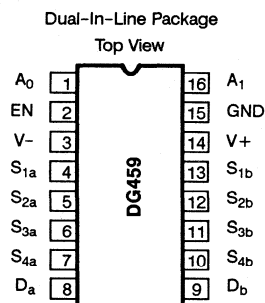 Dual-In-Line Package
Top View
A0 1 16 A1
EN 2 15 GND
V- 3 14 V+
S1a 4 13 S1b
S2a 5 12 S2b
S3a 6 11 S3b
S4a 7 10 S4b
Da 8 9 Db
DG459